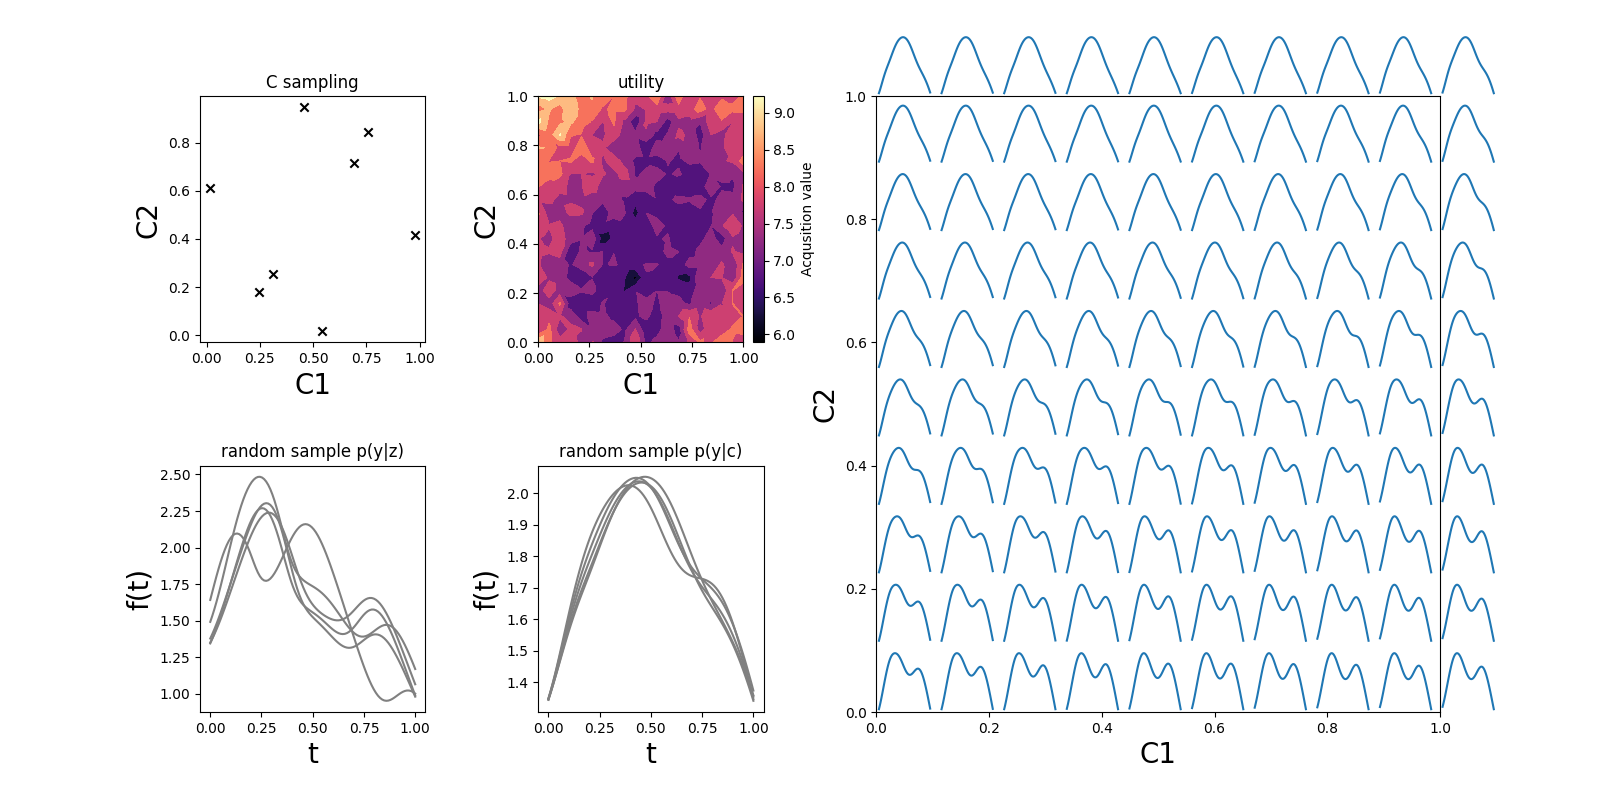 C sampling
C2
0.8
0.6
0.4
0.2
0.0
0.00 0.25 0.50 0.75 1.00
C1
utility
C2
1.0
0.8
0.6
0.4
0.2
0.0
0.00 0.25 0.50 0.75 1.00
C1
9.0
8.5
8.0
7.5
7.0
6.5
6.0
Acqusition value
random sample p(y|z)
f(t)
2.50
2.25
2.00
1.75
1.50
1.25
1.00
0.00 0.25 0.50 0.75 1.00
t
random sample p(y|c)
f(t)
2.0
1.9
1.8
1.7
1.6
1.5
1.4
0.00 0.25 0.50 0.75 1.00
t
C2
1.0
0.8
0.6
0.4
0.2
0.0
0.0 0.2 0.4 0.6 0.8 1.0
C1